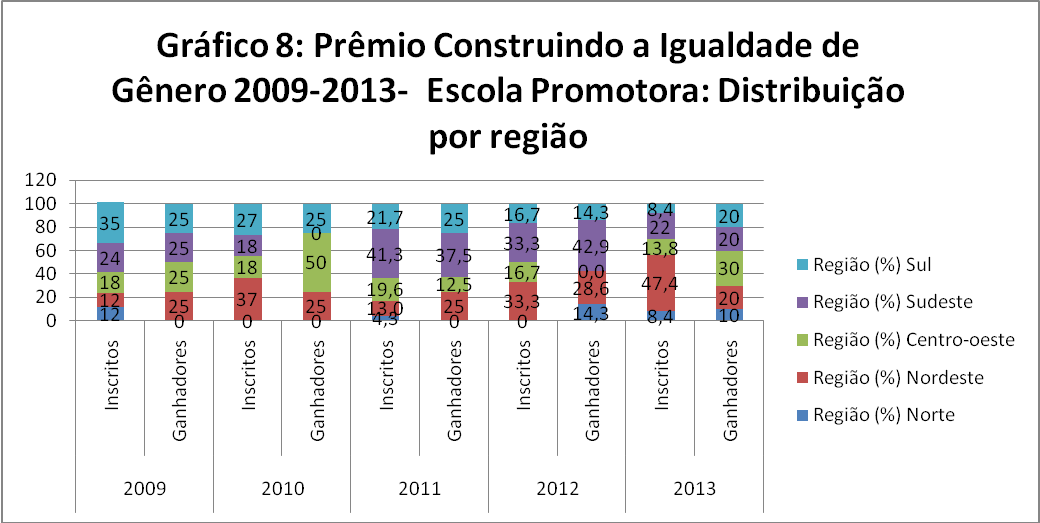 Gráfico 8: Prêmio Construindo a Igualdade de
Gênero 2009-2013- Escola Promotora: Distribuição
por região
120
100
80
60
40
20
0
35 25 27 25 21,7 25 16,7 14,3 8,4 20
24 25 18 0 41,3 37,5 33,3 42,9 22 20
18 25 18 50 19,6 12,5 16,7 0,0 13,8 30
12 25 37 25 13,0 25 33,3 28,6 47,4 20
12 0 0 0 4,3 0 0 14,3 8,4 10
Inscritos Ganhadores Inscritos Ganhadores Inscritos Ganhadores Inscritos Ganhadores Inscritos Ganhadores
2009 2010 2011 2012 2013
Região (%) Sul
Região (%) Sudeste
Região (%) Centro-oeste
Região (%) Nordeste
Região (%) Norte